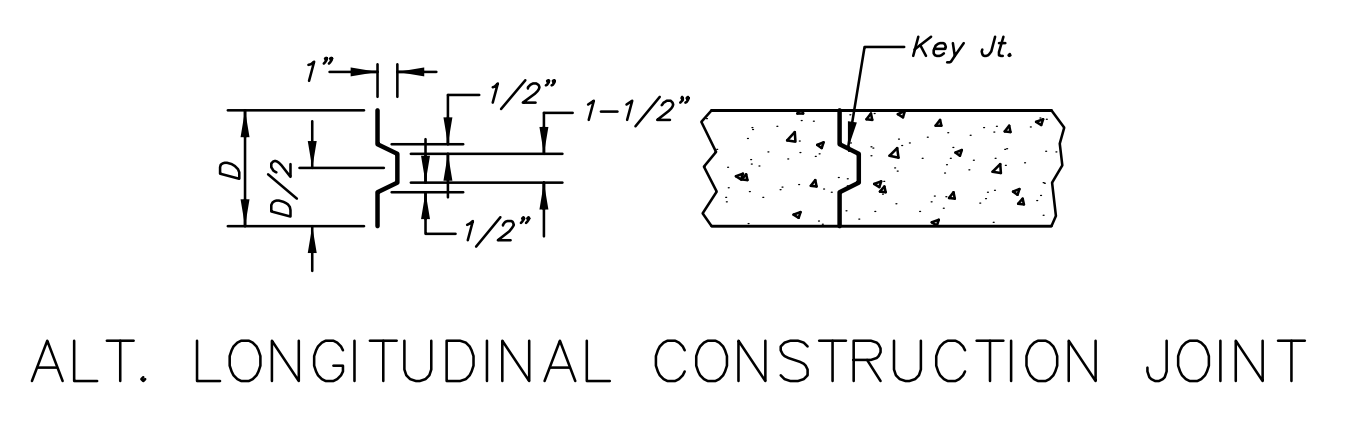 Key Jt.
1"
1/2"
1-1/2"
D
D/2
1/2"
ALT. LONGITUDINAL CONSTRUCTION JOINT